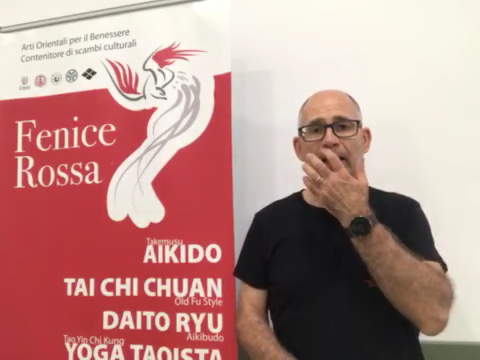 Arti Orientali per il Benessere
Contenitore di scambi culturali
Fenice
Rossa
Takemusu
AIKIDO
TAI CHI CHUAN
Old Fu Style
DAITO RYU
Aikibudo
Tao Yin Chi Kung
YOGA TAOISTA